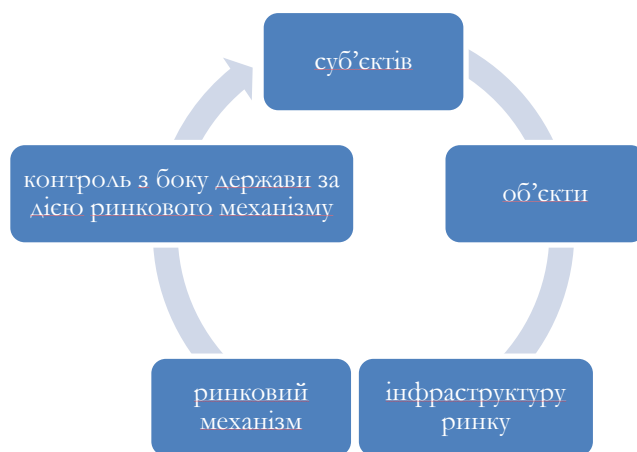 суб’єктів
об’єкти
інфраструктуру
ринку
ринковий
механізм
контроль з боку держави за
дією ринкового механізму